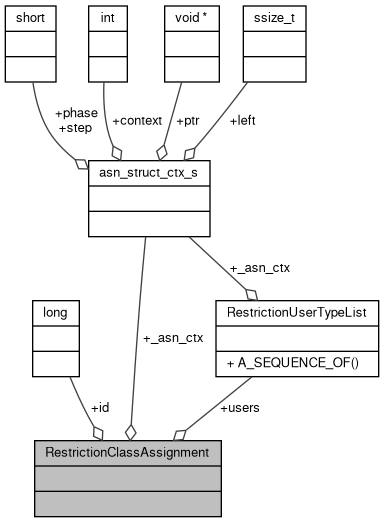 short
int
void *
ssize_t
+phase
+step
+context
+ptr
+left
asn_struct_ctx_s
+_asn_ctx
long
RestrictionUserTypeList
+ A_SEQUENCE_OF()
+_asn_ctx
+id
+users
RestrictionClassAssignment